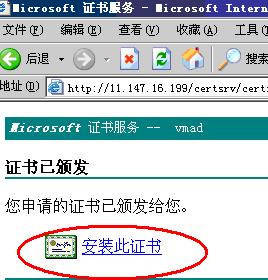 Microsoft 证书服务 - Microsoft Intern
文件(F) 编辑(E) 查看(V) 收藏(A) 工具
后退 搜索
地址(D) http://11.147.16.199/certsrv/certr
Microsoft 证书服务 -- vmad
证书已颁发
您申请的证书已颁发给您。
安装此证书